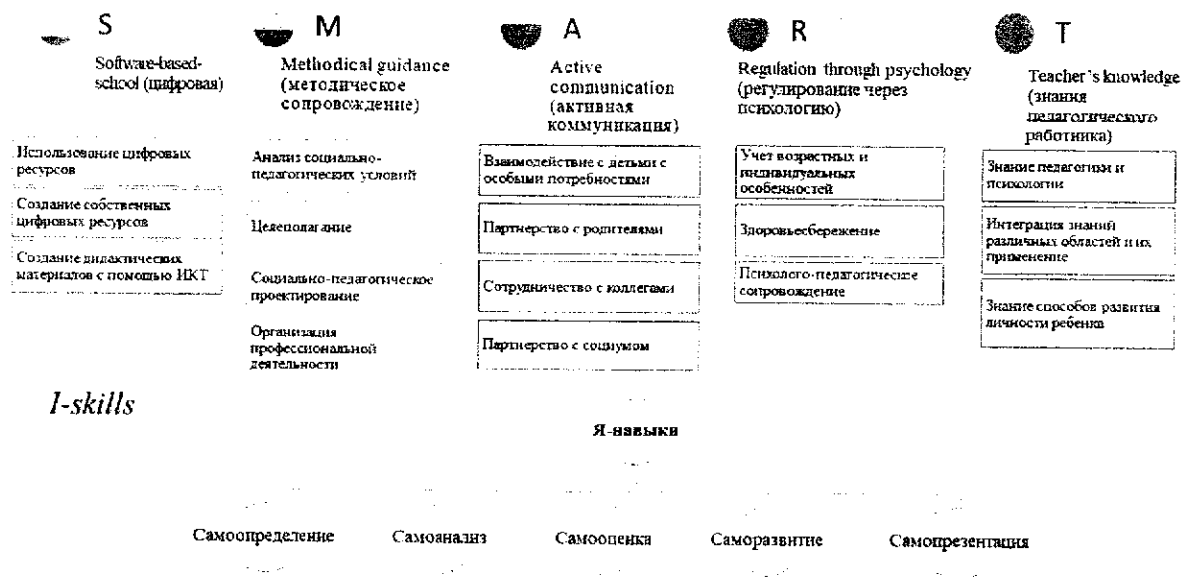 S
Software-based-
school (цифровая)
Использование цифровых
ресурсов
Создание собственных
цифровых ресурсов
Создание дидактических
материалов с помощью ИКТ
M
Methodical guidance
(методическое
сопровождение)
Анализ социально-
педагогических условий
Целеполагание
Социально-педагогическое
проектирование
Организация
профессиональной
деятельности
A
Active
communication
(активная
коммуникация)
Взаимодействие с детьми с
особыми потребностями
Партнерство с родителями
Сотрудничество с коллегами
Партнерство с социумом
R
Regulation through psychology
(регулирование через
психологию)
Учет возрастных и
индивидуальных
особенностей
Здоровьесбережение
Психолого-педагогичесте
сопровождение
T
Teacher's knowledge
(знания
педагогического
работника)
Знание педагогики и
психологии
Интеграция знаний
различных областей и их
применение
Знание способов развития
личности ребенка
I-skills
Я-навыки
Самоопределение
Самоанализ
Самооценка
Саморазвитие
Самопрезентация